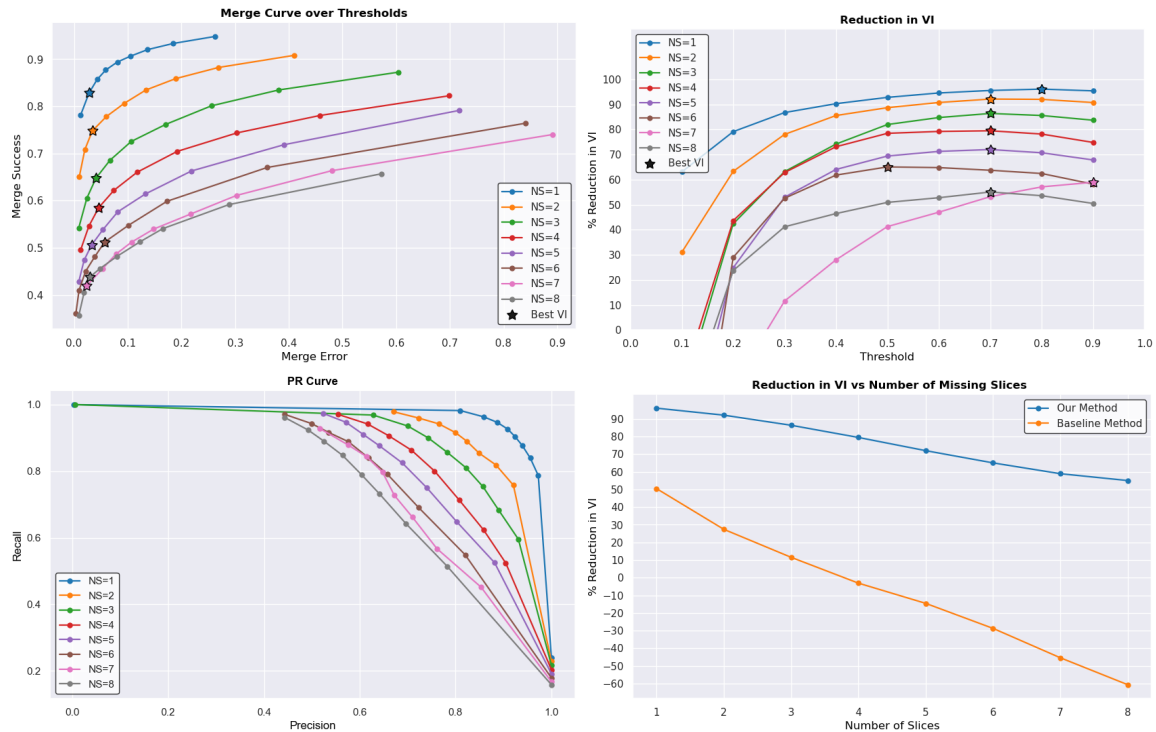 Merge Curve over Thresholds
Merge Success
0.9
0.8
0.7
0.6
0.5
0.4
NS=1
NS=2
NS=3
NS=4
NS=5
NS=6
NS=7
NS=8
Best VI
0.0 0.1 0.2 0.3 0.4 0.5 0.6 0.7 0.8 0.9
Merge Error
Reduction in VI
% Reduction in VI
NS=1
NS=2
NS=3
NS=4
NS=5
NS=6
NS=7
NS=8
Best VI
100
90
80
70
60
50
40
30
20
10
0
0.0 0.1 0.2 0.3 0.4 0.5 0.6 0.7 0.8 0.9 1.0
Threshold
PR Curve
Recall
1.0
0.8
0.6
0.4
0.2
NS=1
NS=2
NS=3
NS=4
NS=5
NS=6
NS=7
NS=8
0.0 0.2 0.4 0.6 0.8 1.0
Precision
Reduction in VI vs Number of Missing Slices
% Reduction in VI
Our Method
Baseline Method
90
80
70
60
50
40
30
20
10
0
−10
−20
−30
−40
−50
−60
1 2 3 4 5 6 7 8
Number of Slices